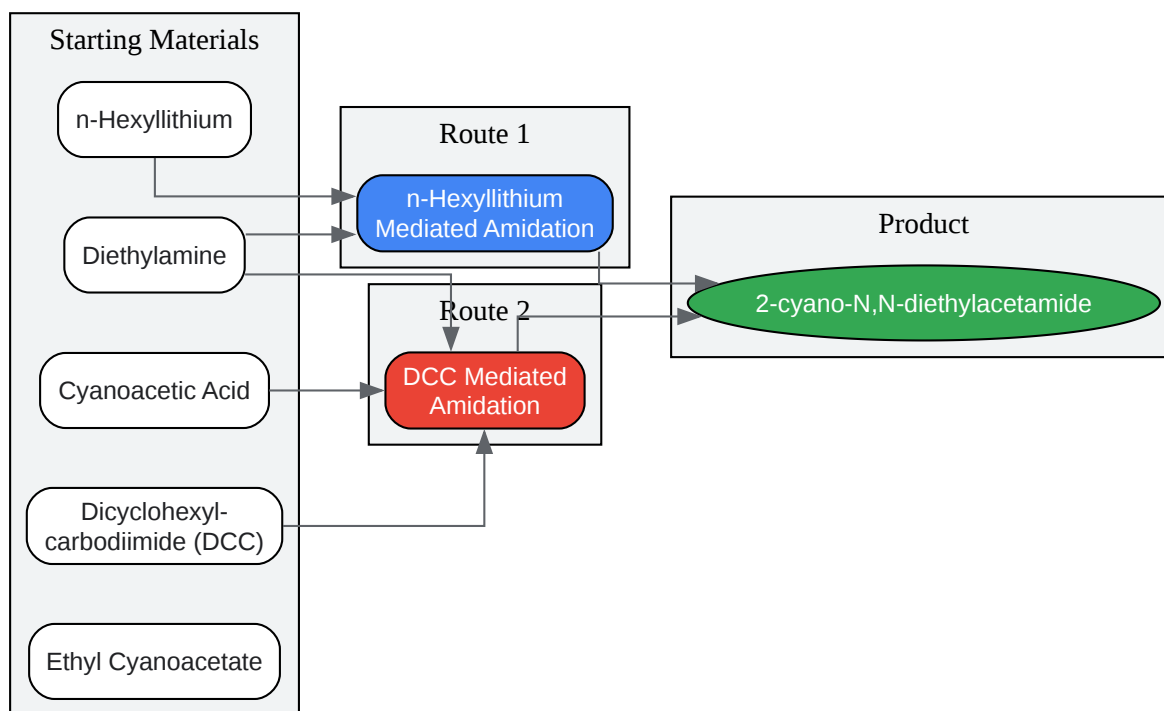 Starting Materials
n-Hexyllithium
Diethylamine
Cyanoacetic Acid
Dicyclohexyl-
carbodiimide (DCC)
Ethyl Cyanoacetate
Route 1
n-Hexyllithium
Mediated Amidation
Route 2
DCC Mediated
Amidation
Product
2-cyano-N,N-diethylacetamide